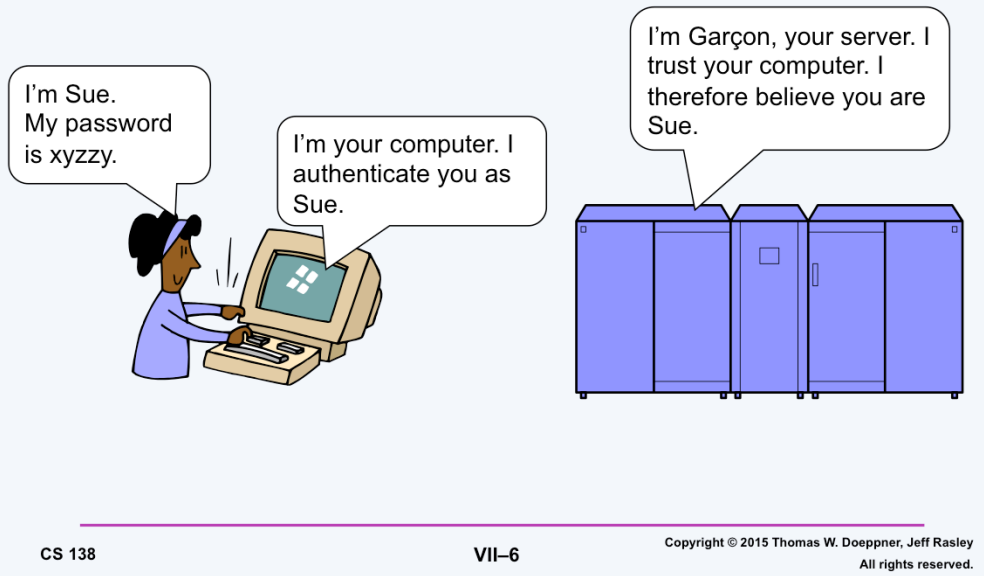 I'm Sue.
My password
is xyzzy.
I'm your computer. I
authenticate you as
Sue.
I'm Garçon, your server. I
trust your computer. I
therefore believe you are
Sue.
CS 138
VII–6
Copyright © 2015 Thomas W. Doeppner, Jeff Rasley
All rights reserved.